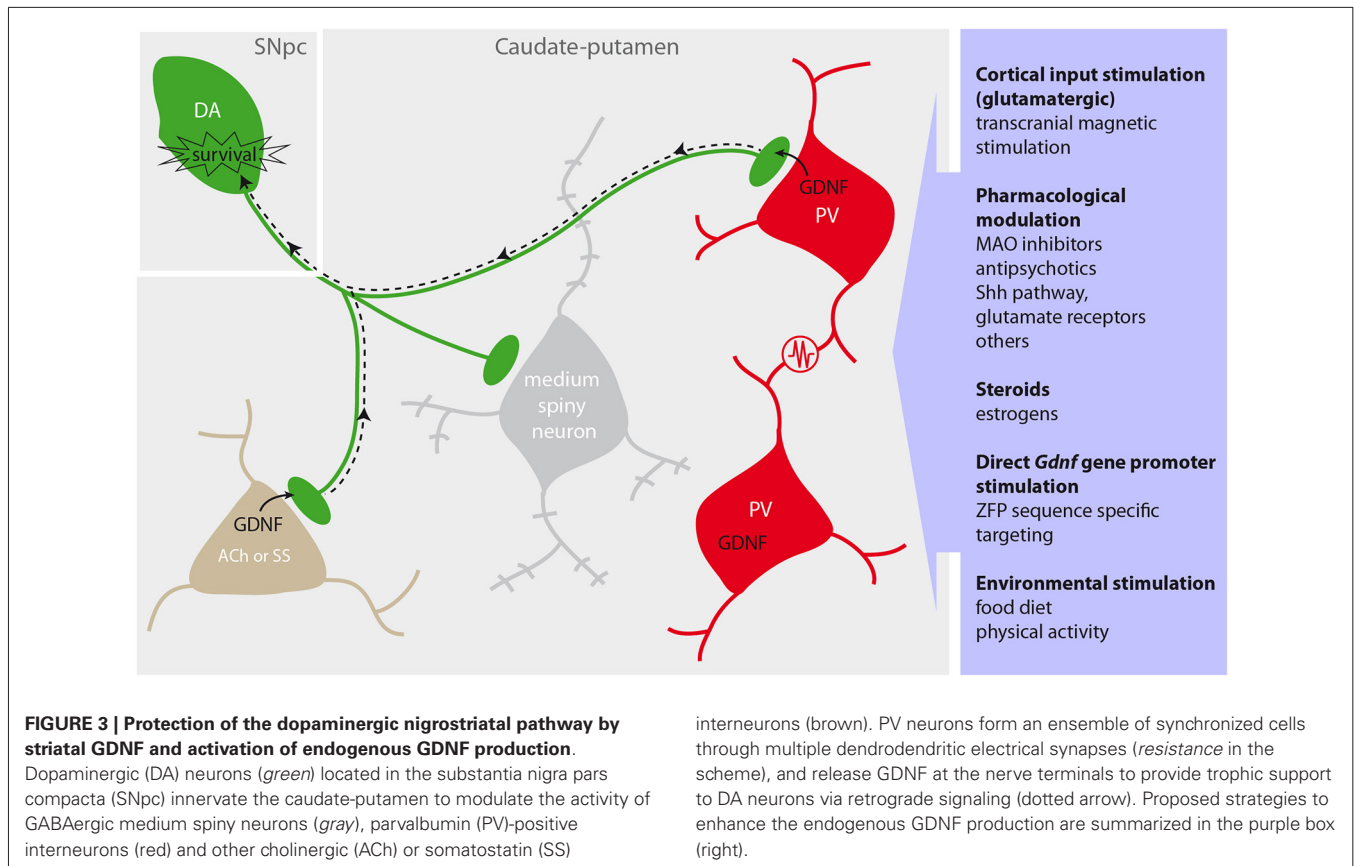 SNpc
Caudate-putamen
DA
survival
GDNF
PV
medium
spiny
neuron
GDNF
ACh or SS
PV
GDNF
Cortical input stimulation
(glutamatergic)
transcranial magnetic
stimulation
Pharmacological
modulation
MAO inhibitors
antipsychotics
Shh pathway,
glutamate receptors
others
Steroids
estrogens
Direct Gdnf gene promoter
stimulation
ZFP sequence specific
targeting
Environmental stimulation
food diet
physical activity
FIGURE 3 | Protection of the dopaminergic nigrostriatal pathway by
striatal GDNF and activation of endogenous GDNF production.
Dopaminergic (DA) neurons (green) located in the substantia nigra pars
compacta (SNpc) innervate the caudate-putamen to modulate the activity of
GABAergic medium spiny neurons (gray), parvalbumin (PV)-positive
interneurons (red) and other cholinergic (ACh) or somatostatin (SS)
interneurons (brown). PV neurons form an ensemble of synchronized cells
through multiple dendrodendritic electrical synapses (resistance in the
scheme), and release GDNF at the nerve terminals to provide trophic support
to DA neurons via retrograde signaling (dotted arrow). Proposed strategies to
enhance the endogenous GDNF production are summarized in the purple box
(right).